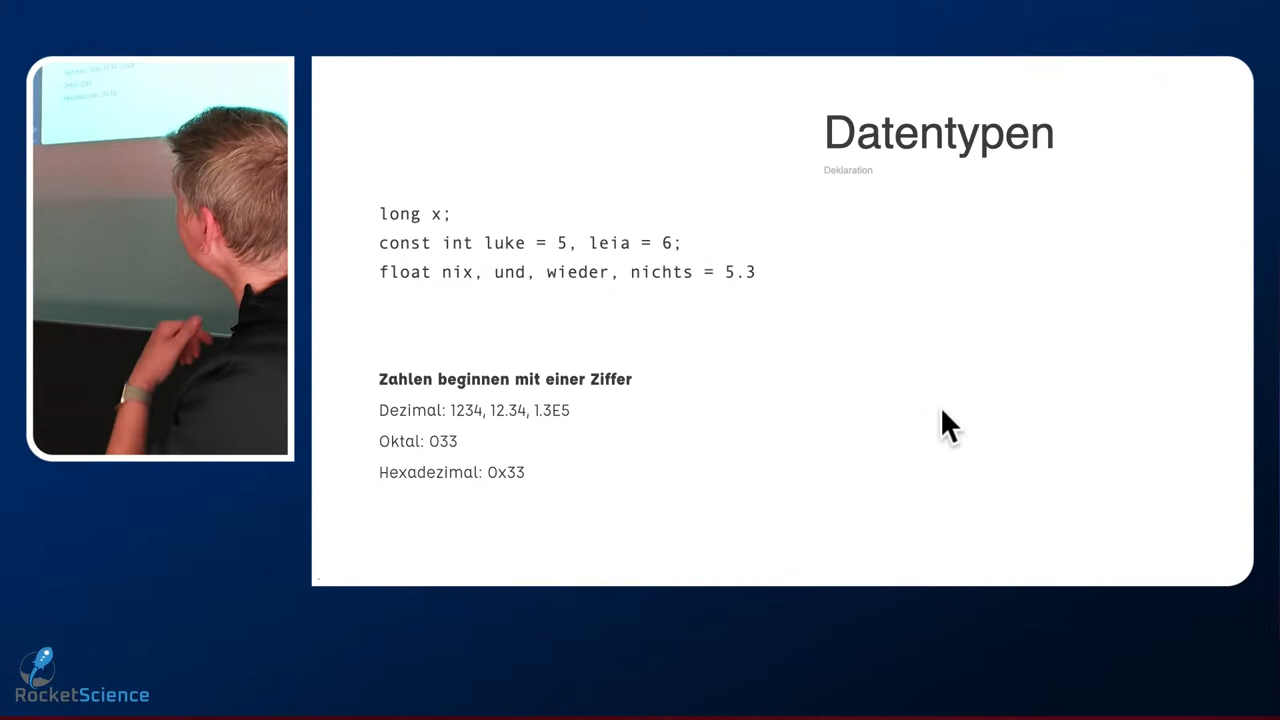 Datentypen
Deklaration
long x;
const int luke = 5, leia = 6;
float nix, und, wieder, nichts = 5.3
Zahlen beginnen mit einer Ziffer
Dezimal: 1234, 12.34, 1.3E5
Oktal: 033
Hexadezimal: 0x33
RocketScience